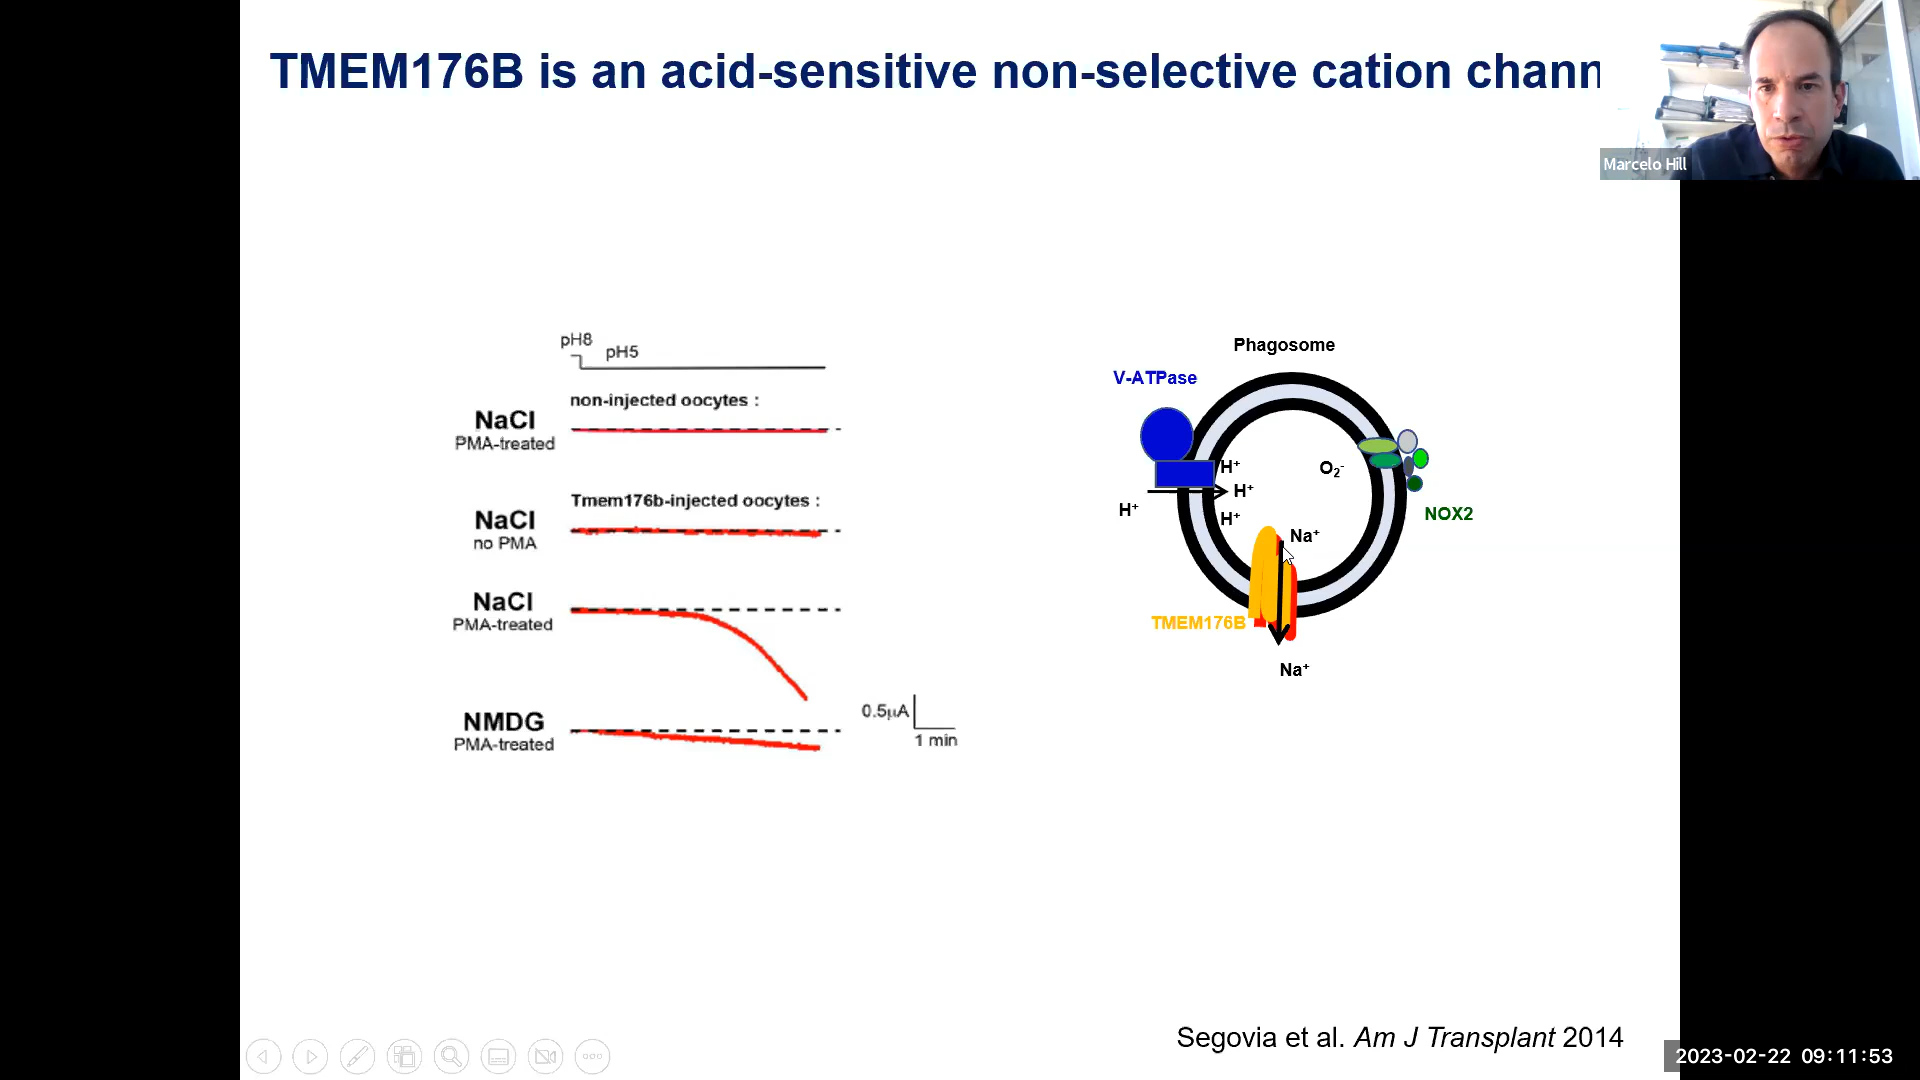 TMEM176B is an acid-sensitive non-selective cation chann
Marcelo Hill
pH8
pH5
non-injected oocytes :
NaCl
PMA-treated
Tmem176b-injected oocytes :
NaCl
no PMA
NaCl
PMA-treated
NMDG
PMA-treated
0.5µA
1 min
Phagosome
V-ATPase
H⁺
H⁺
H⁺
H⁺
O₂⁻
NOX2
Na⁺
TMEM176B
Na⁺
Segovia et al. Am J Transplant 2014
2023-02-22 09:11:53